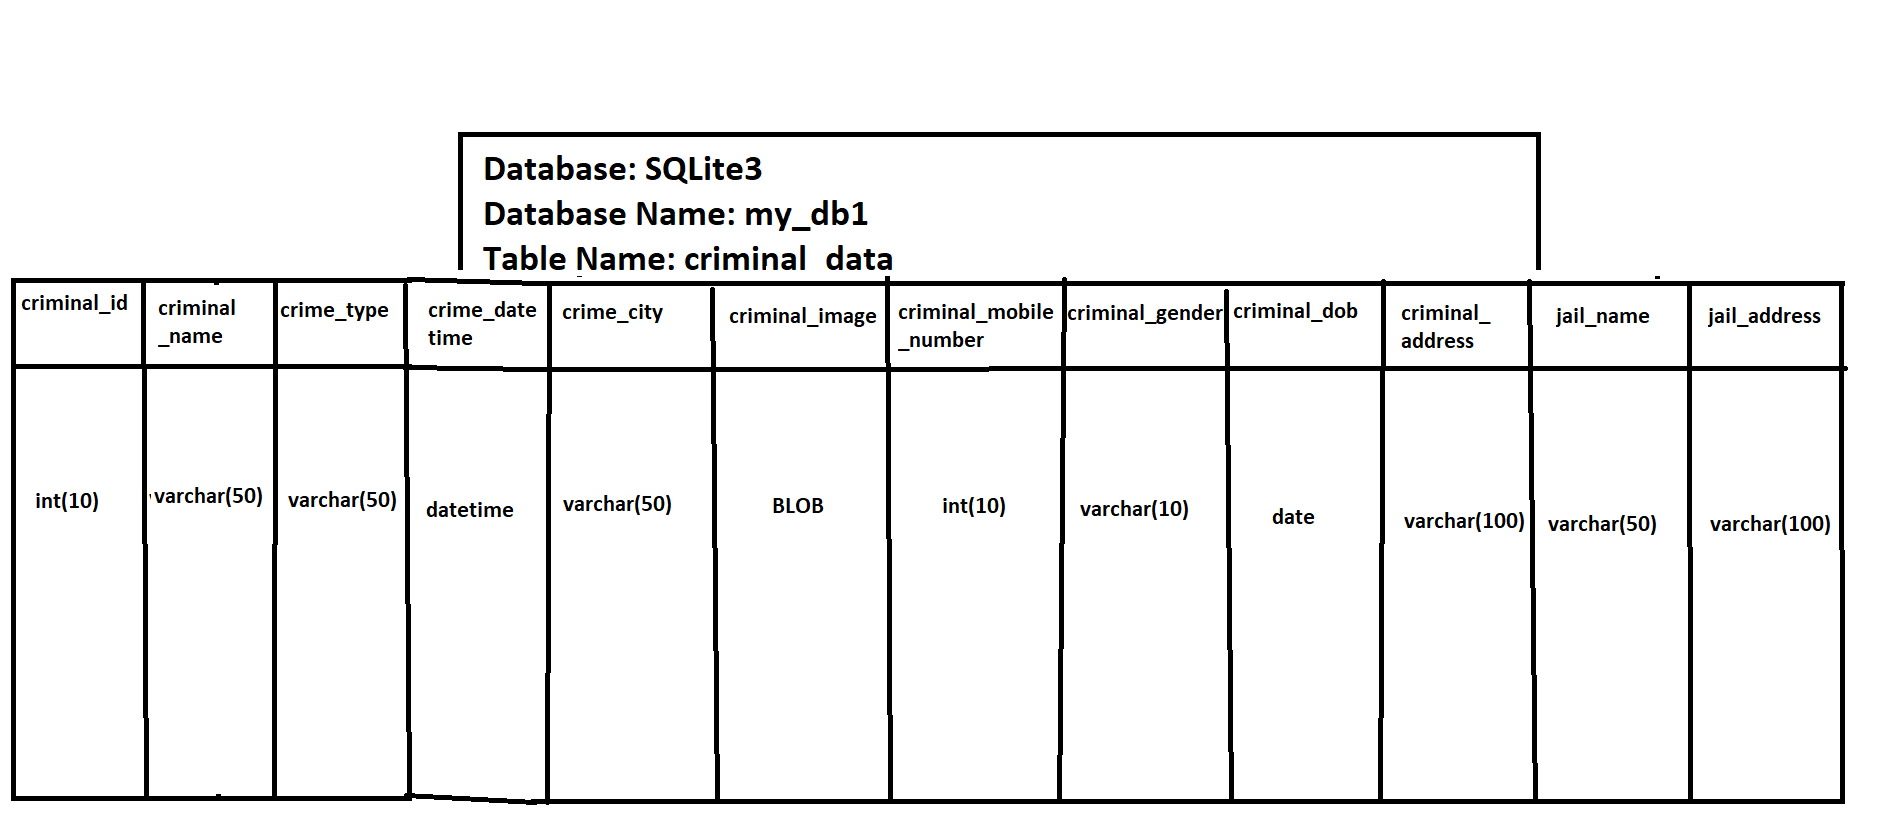 Database: SQLite3
Database Name: my_db1
Table Name: criminal_data
criminal_id
criminal
_name
crime_type
crime_date
time
crime_city
criminal_image
criminal_mobile
_number
criminal_gender
criminal_dob
criminal_
address
jail_name
jail_address
int(10)
varchar(50)
varchar(50)
datetime
varchar(50)
BLOB
int(10)
varchar(10)
date
varchar(100)
varchar(50)
varchar(100)